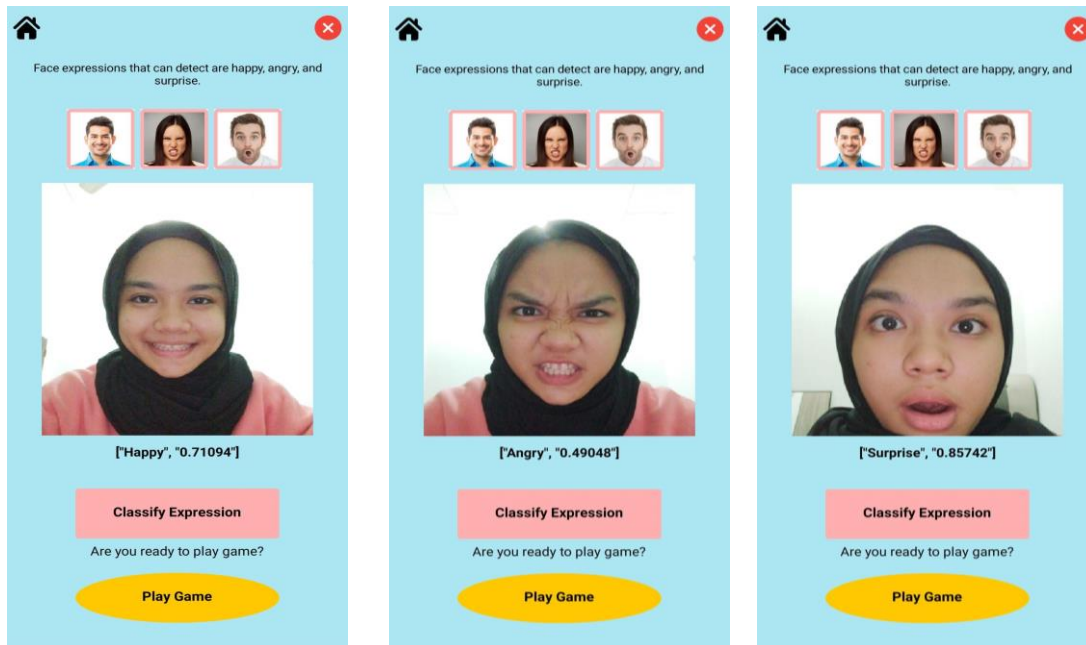 Face expressions that can detect are happy, angry, and
surprise.
["Happy", "0.71094"]
Classify Expression
Are you ready to play game?
Play Game
Face expressions that can detect are happy, angry, and
surprise.
["Angry", "0.49048"]
Classify Expression
Are you ready to play game?
Play Game
Face expressions that can detect are happy, angry, and
surprise.
["Surprise", "0.85742"]
Classify Expression
Are you ready to play game?
Play Game